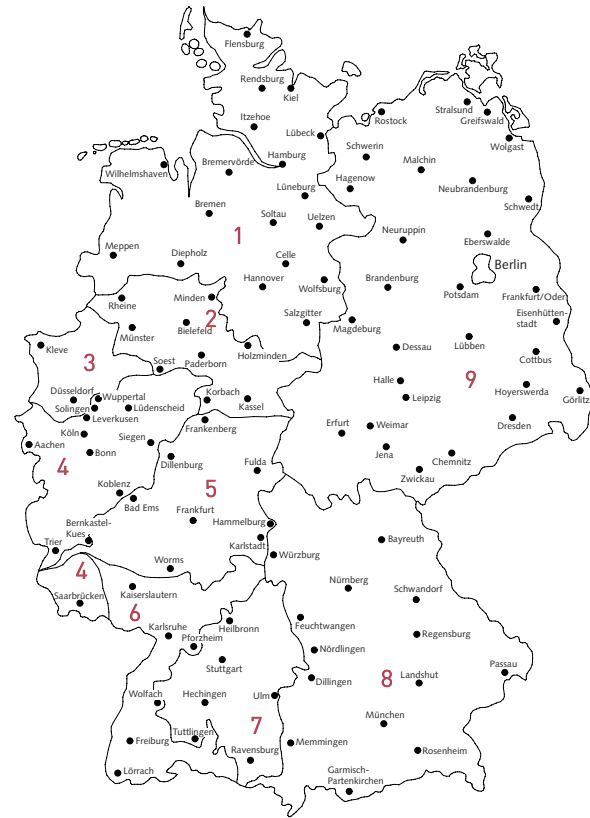 Flensburg
Rendsburg
Kiel
Itzehoe
Lübeck
Hamburg
Stralsund
Greifswald
Rostock
Wolgast
Schwerin
Malchin
Hagenow
Neubrandenburg
Schwedt
Bremervörde
Wilhelmshaven
Lüneburg
Bremen
Soltau
Uelzen
1
Neuruppin
Eberswalde
Meppen
Diepholz
Celle
Berlin
Hannover
Wolfsburg
Brandenburg
Potsdam
Frankfurt/Oder
Rheine
Minden
2
Bielefeld
Salzgitter
Magdeburg
Eisenhütten-
stadt
Münster
Kleve
3
Soest
Paderborn
Holzminden
Dessau
Lübben
Cottbus
9
Halle
Leipzig
Hoyerswerda
Görlitz
Düsseldorf
Wuppertal
Solingen
Lüdenscheid
Leverkusen
Korbach
Kassel
Köln
Siegen
Frankenberg
Erfurt
Weimar
Jena
Dresden
Chemnitz
Zwickau
Aachen
Bonn
4
Dillenburg
Fulda
5
Koblenz
Bad Ems
Frankfurt
Hammelburg
Bernkastel-
Kues
Trier
Karlstadt
Würzburg
Bayreuth
Worms
4
Saarbrücken
Kaiserslautern
6
Nürnberg
Schwandorf
Karlsruhe
Pforzheim
Heilbronn
Feuchtwangen
Regensburg
Nördlingen
Stuttgart
Dillingen
8
Landshut
Passau
Wolfach
Hechingen
Ulm
München
7
Tuttlingen
Freiburg
Ravensburg
Memmingen
Rosenheim
Lörrach
Garmisch-
Partenkirchen